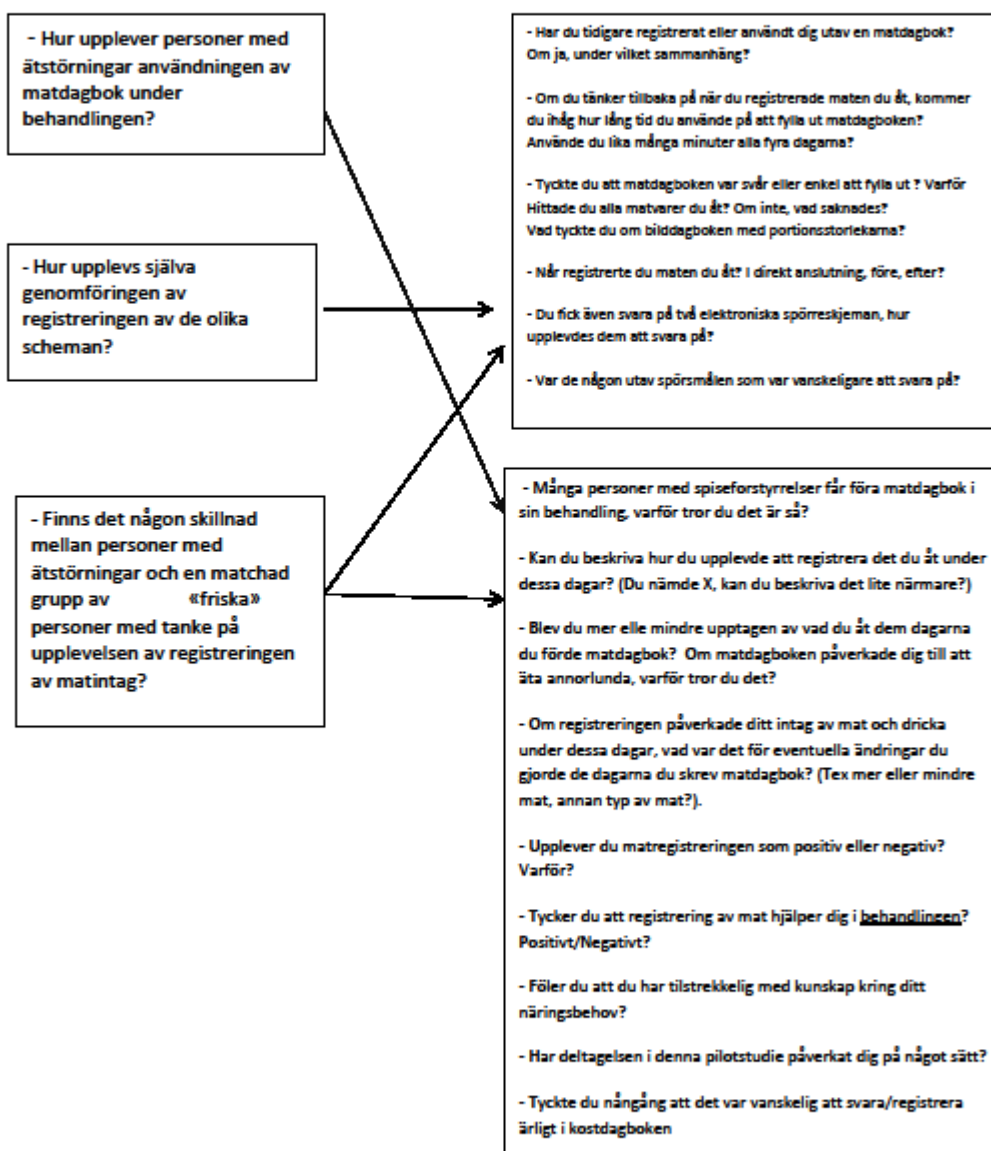 - Hur upplever personer med
ätstörningar användningen av
matdagbok under
behandlingen?
- Hur upplevs själva
genomföringen av
registreringen av de olika
scheman?
- Finns det någon skillnad
mellan personer med
ätstörningar och en matchad
grupp av «friska»
personer med tanke på
upplevelsen av registreringen
av matintag?
- Har du tidigare registrerat eller användt dig utav en matdagbok?
Om ja, under vilket sammanhäng?
- Om du tänker tillbaka på när du registrerade maten du åt, kommer
du ihåg hur lång tid du använde på att fylla ut matdagboken?
Använde du lika många minuter alla fyra dagarna?
- Tyckte du att matdagboken var svår eller enkel att fylla ut ? Varför
Hittade du alla matvarer du åt? Om inte, vad saknades?
Vad tyckte du om bilddagboken med portionsstorlekarna?
- Når registrerte du maten du åt? I direkt anslutning, före, efter?
- Du fick även svara på två elektroniska spörreskjeman, hur
upplevdes dem att svara på?
- Var de någon utav spörsmålen som var vanskeligare att svara på?
- Många personer med spiseforstyrrelser får föra matdagbok i
sin behandling, varför tror du det är så?
- Kan du beskriva hur du upplevde att registrera det du åt under
dessa dagar? (Du nämde X, kan du beskriva det lite närmare?)
- Blev du mer elle mindre upptagen av vad du åt dem dagarna
du förde matdagbok? Om matdagboken påverkade dig till att
äta annorlunda, varför tror du det?
- Om registreringen påverkade ditt intag av mat och dricka
under dessa dagar, vad var det för eventuella ändringar du
gjorde de dagarna du skrev matdagbok? (Tex mer eller mindre
mat, annan typ av mat?).
- Upplever du matregistreringen som positiv eller negativ?
Varför?
- Tycker du att registrering av mat hjälper dig i behandlingen?
Positivt/Negativt?
- Föler du att du har tilstrekkelig med kunskap kring ditt
näringsbehov?
- Har deltagelsen i denna pilotstudie påverkat dig på något sätt?
- Tyckte du nångång att det var vanskelig att svara/registrera
ärligt i kostdagboken